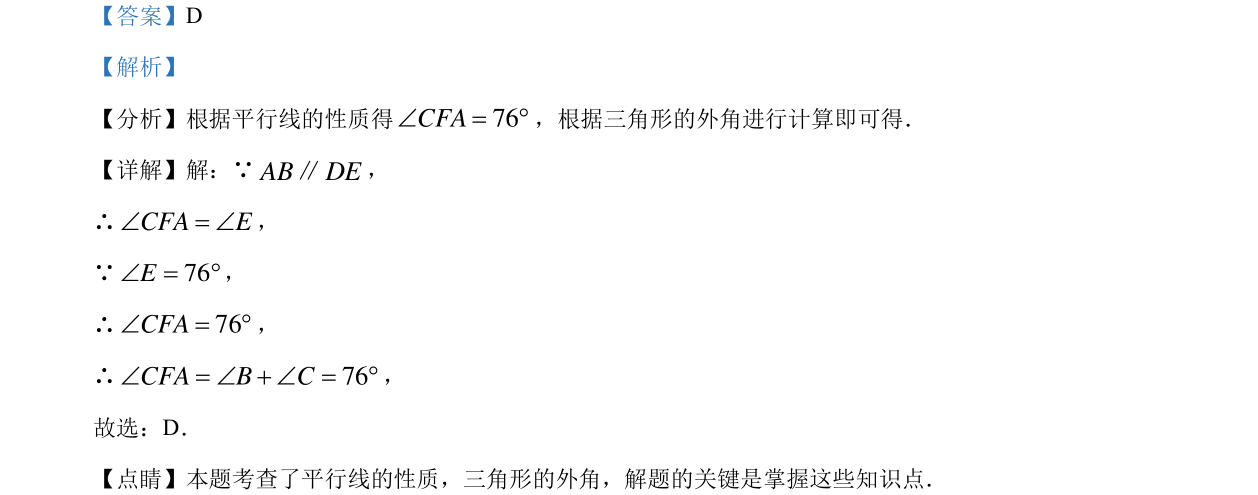 【答案】D
【解析】
【分析】根据平行线的性质得∠CFA = 76°，根据三角形的外角进行计算即可得．
【详解】解：∵ AB // DE，
∴ ∠CFA = ∠E，
∵ ∠E = 76°，
∴ ∠CFA = 76°，
∴ ∠CFA = ∠B + ∠C = 76°，
故选：D．
【点睛】本题考查了平行线的性质，三角形的外角，解题的关键是掌握这些知识点．